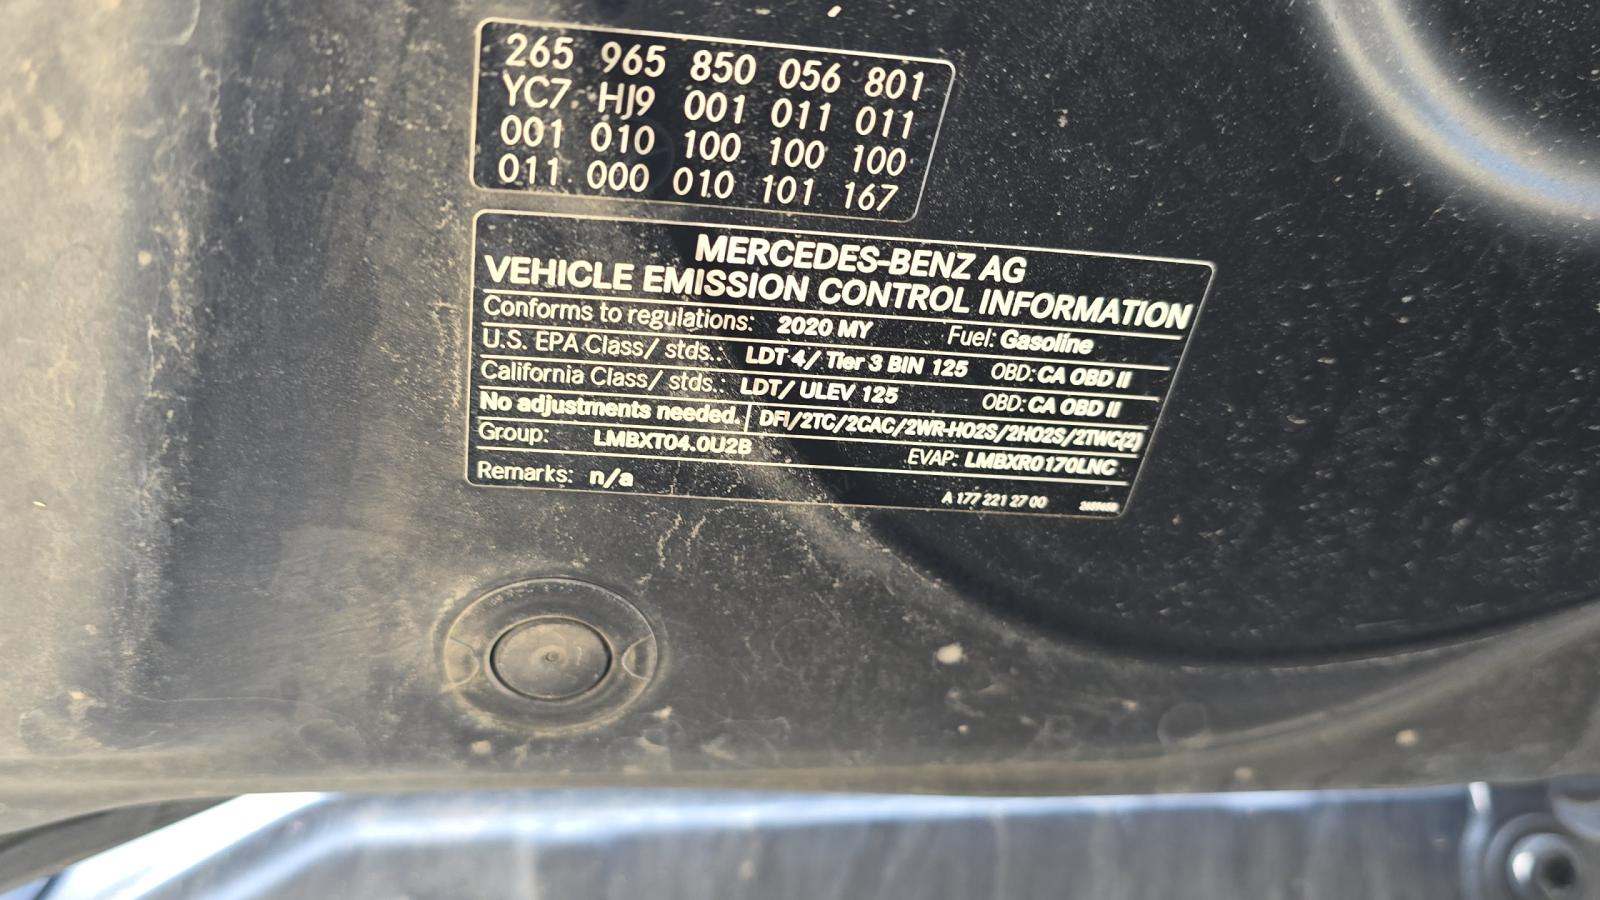 265 965 850 056 801
YC7 HJ9 001 011 011
001 010 100 100 100
011 000 010 101 167
MERCEDES-BENZ AG
VEHICLE EMISSION CONTROL INFORMATION
Conforms to regulations: 2020 MY Fuel: Gasoline
U.S. EPA Class/ stds.: LDT 4/ Tier 3 BIN 125 OBD: CA OBD II
California Class/ stds.: LDT/ ULEV 125 OBD: CA OBD II
No adjustments needed. DFI/2TC/2CAC/2WR-HO2S/2HO2S/2TWC(2)
Group: LMBXT04.0U2B EVAP: LMBXR0170LNC
Remarks: n/a
A 177 221 27 00